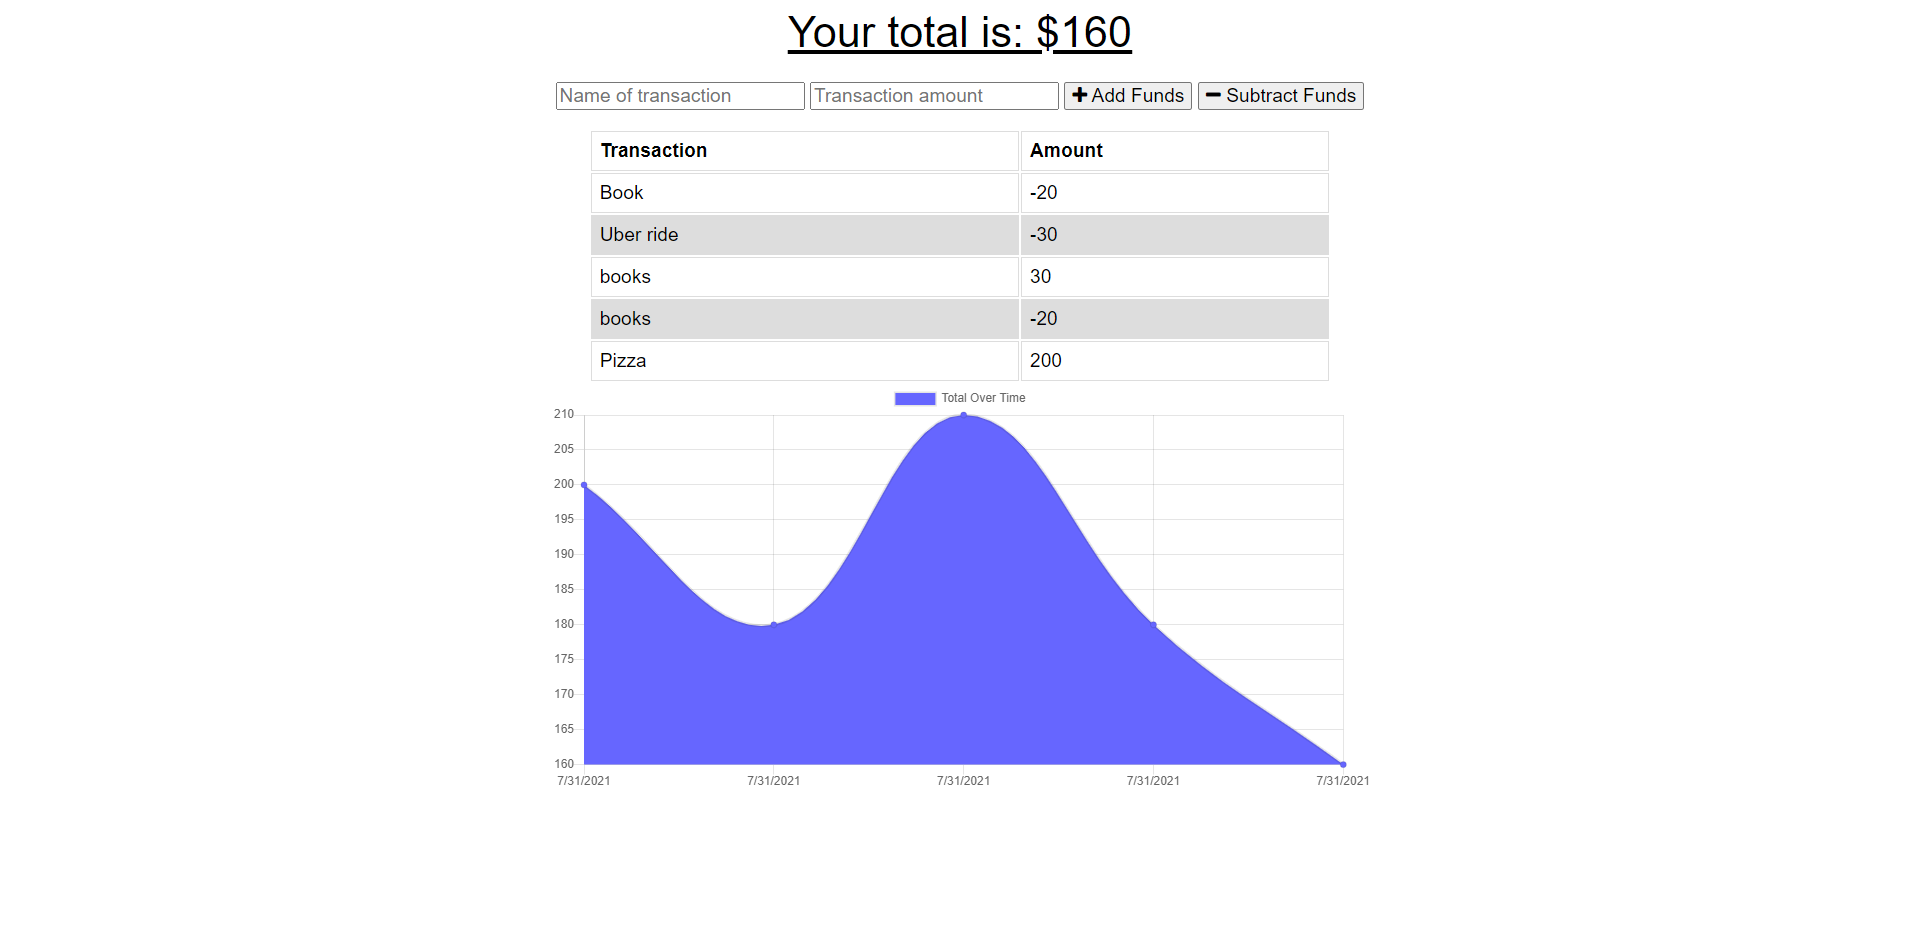 Your total is: $160
Name of transaction Transaction amount Add Funds Subtract Funds
Transaction Amount
Book -20
Uber ride -30
books 30
books -20
Pizza 200
Total Over Time
210
205
200
195
190
185
180
175
170
165
160
7/31/2021 7/31/2021 7/31/2021 7/31/2021 7/31/2021